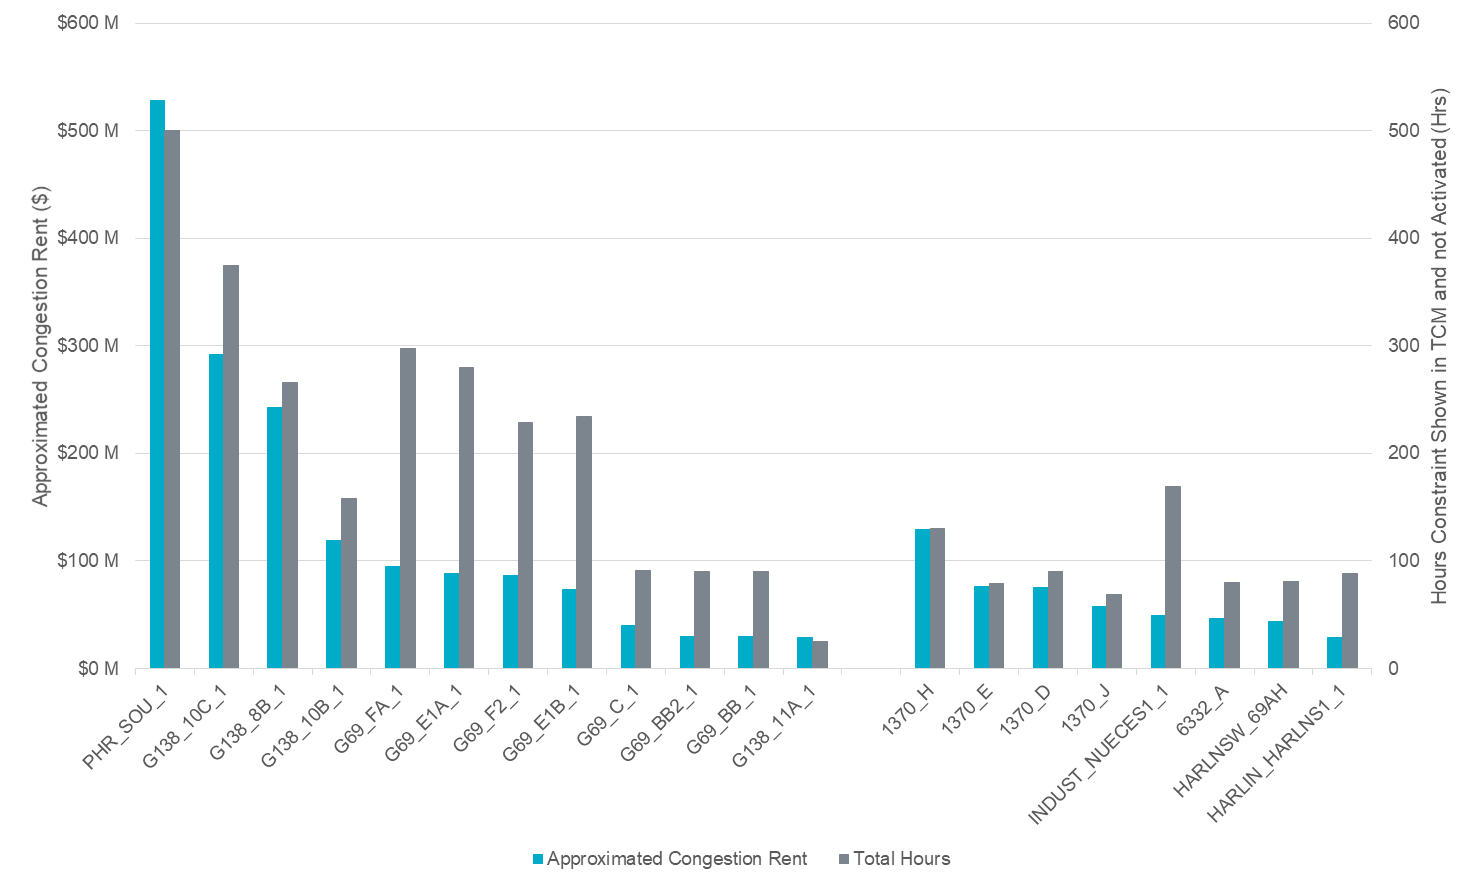 $600 M
$500 M
$400 M
$300 M
$200 M
$100 M
$0 M
Approximated Congestion Rent ($)
600
500
400
300
200
100
0
Hours Constraint Shown in TCM and not Activated (Hrs)
PHR_SOU_1
G138_10C_1
G138_8B_1
G138_10B_1
G69_FA_1
G69_E1A_1
G69_F2_1
G69_E1B_1
G69_C_1
G69_BB2_1
G69_BB_1
G138_11A_1
1370_H
1370_E
1370_D
1370_J
INDUST_NUECES1_1
6332_A
HARLNSW_69AH
HARLIN_HARLNS1_1
Approximated Congestion Rent
Total Hours